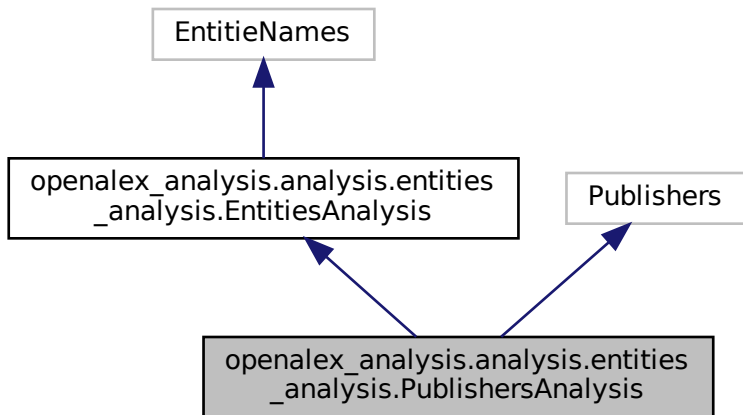 EntitieNames
openalex_analysis.analysis.entities
_analysis.EntitiesAnalysis
Publishers
openalex_analysis.analysis.entities
_analysis.PublishersAnalysis